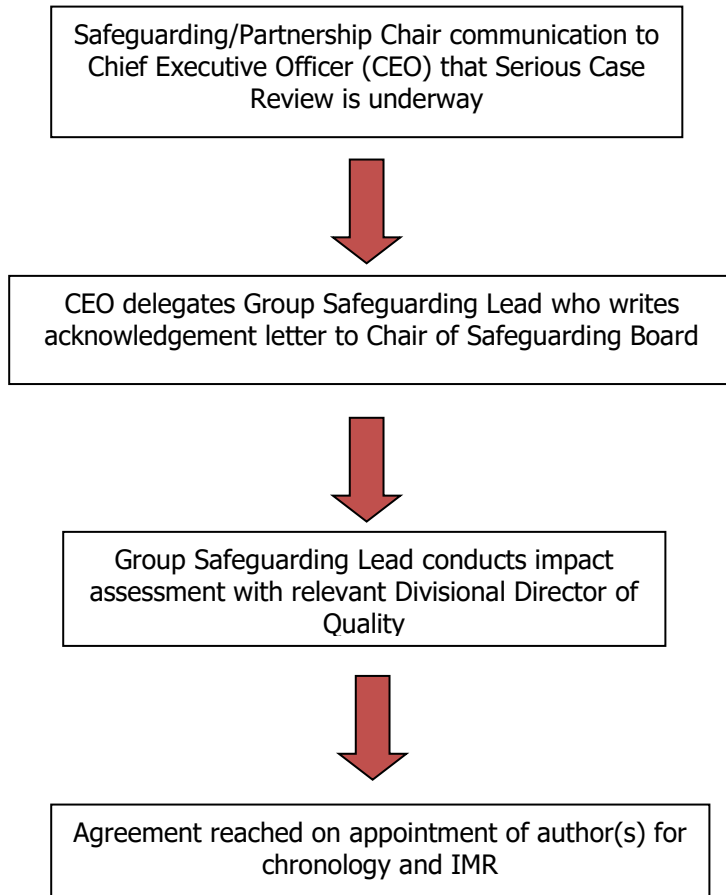 Safeguarding/Partnership Chair communication to
Chief Executive Officer (CEO) that Serious Case
Review is underway
CEO delegates Group Safeguarding Lead who writes
acknowledgement letter to Chair of Safeguarding Board
Group Safeguarding Lead conducts impact
assessment with relevant Divisional Director of
Quality
Agreement reached on appointment of author(s) for
chronology and IMR